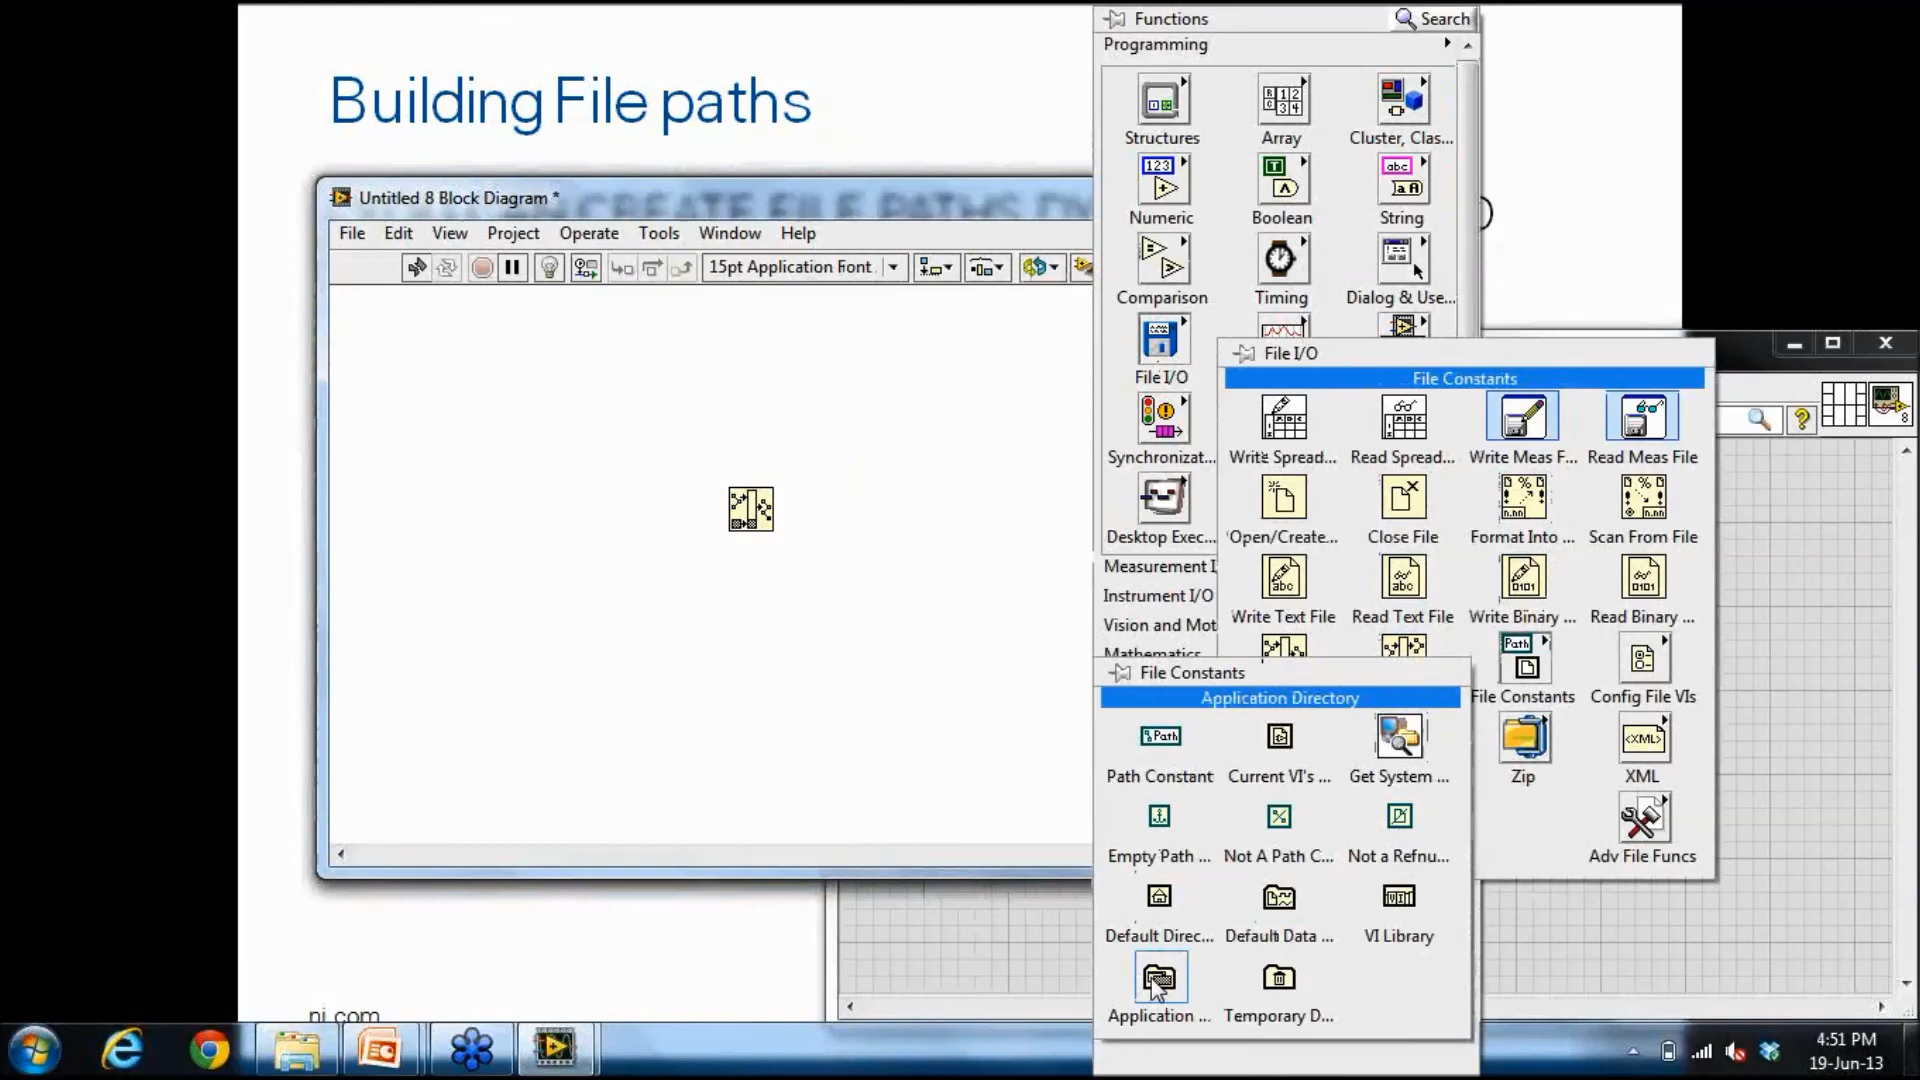 Building File paths
Untitled 8 Block Diagram *
File Edit View Project Operate Tools Window Help
15pt Application Font
ni.com
Functions
Search
Programming
Structures
Array
Cluster, Clas...
123
abc
Numeric
Boolean
String
Comparison
Timing
Dialog & Use...
File I/O
Synchronizat...
Desktop Exec...
Measurement I
Instrument I/O
Vision and Mot
Mathematics
File I/O
File Constants
Write Spread...
Read Spread...
Write Meas F...
Read Meas File
Open/Create...
Close File
Format Into ...
Scan From File
Write Text File
Read Text File
Write Binary ...
Read Binary ...
Path
File Constants
Config File VIs
<XML>
Zip
XML
Adv File Funcs
File Constants
Application Directory
Path
Path Constant
Current VI's ...
Get System ...
Empty Path ...
Not A Path C...
Not a Refnu...
Default Direc...
Default Data ...
VI Library
Application ...
Temporary D...
4:51 PM
19-Jun-13